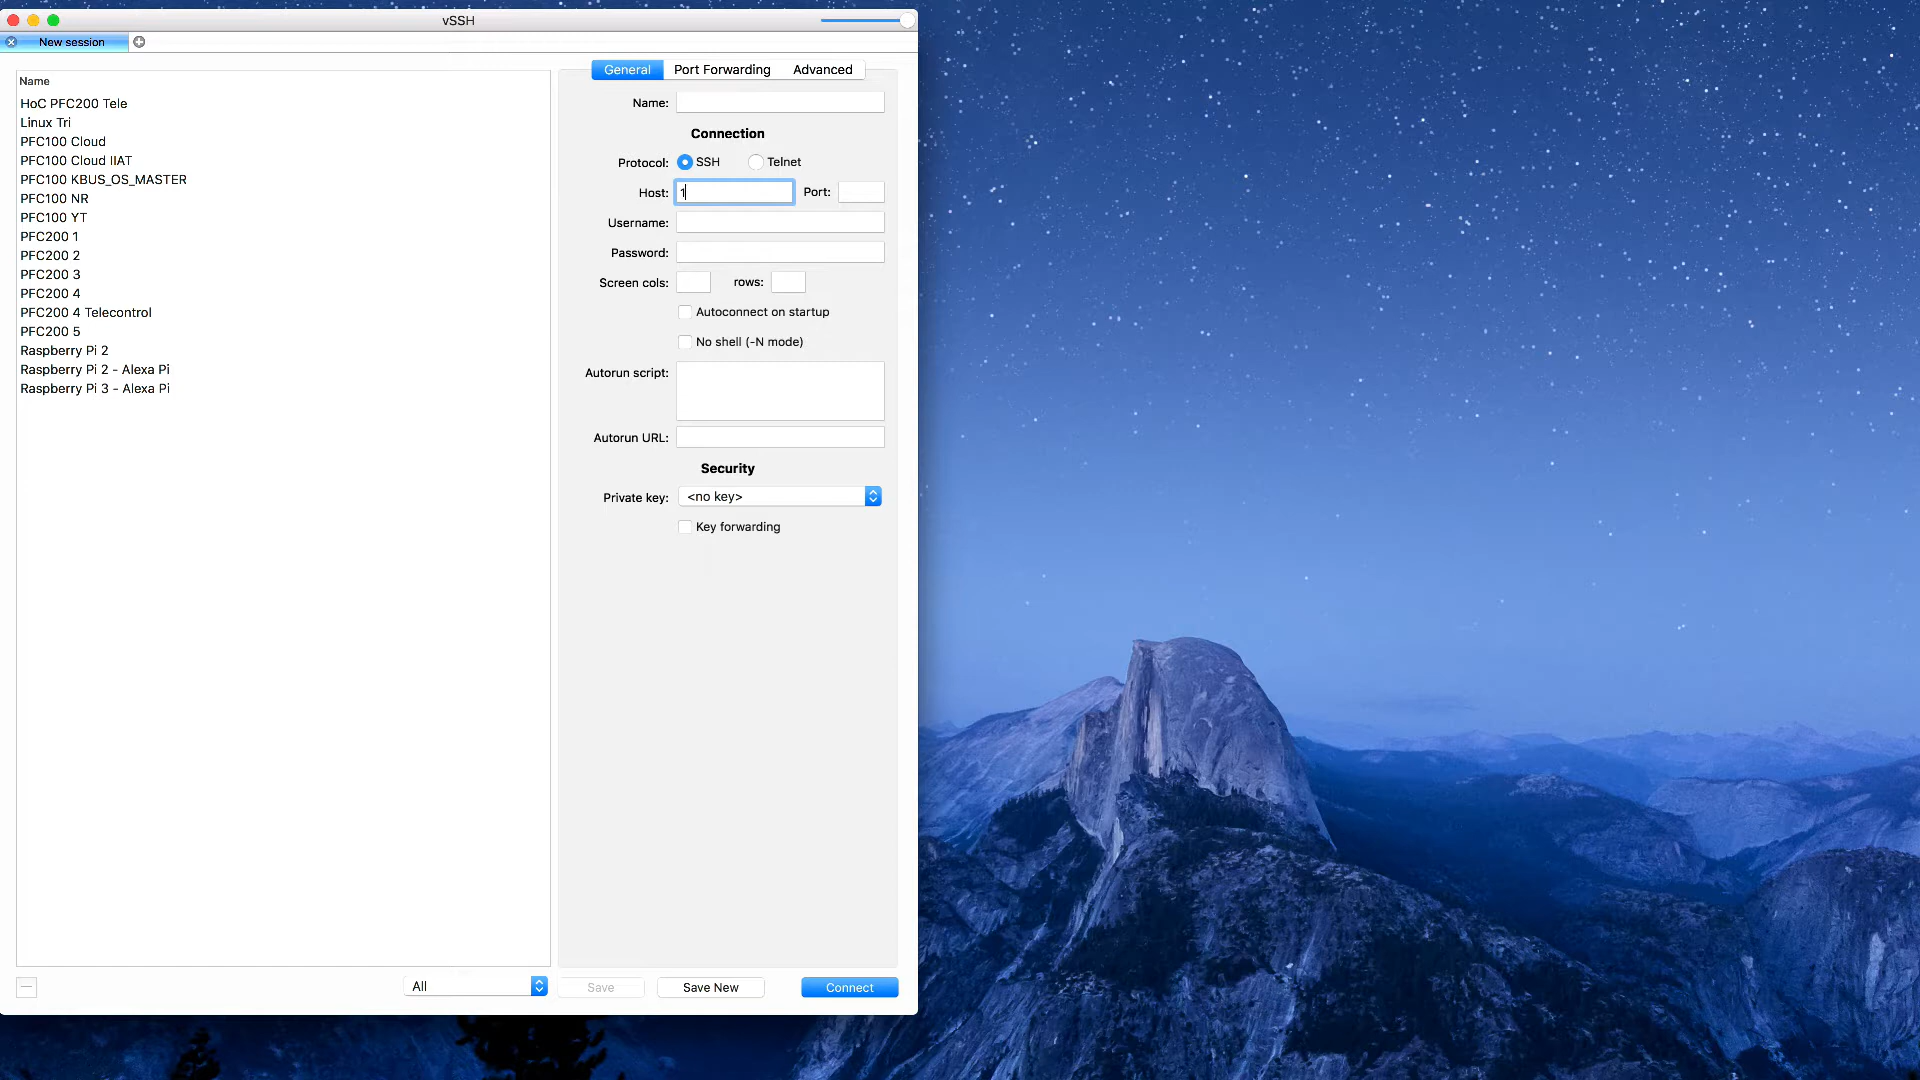 vSSH
New session
Name
HoC PFC200 Tele
Linux Tri
PFC100 Cloud
PFC100 Cloud IIAT
PFC100 KBUS_OS_MASTER
PFC100 NR
PFC100 YT
PFC200 1
PFC200 2
PFC200 3
PFC200 4
PFC200 4 Telecontrol
PFC200 5
Raspberry Pi 2
Raspberry Pi 2 - Alexa Pi
Raspberry Pi 3 - Alexa Pi
All
General Port Forwarding Advanced
Name:
Connection
Protocol: SSH Telnet
Host: 1 Port:
Username:
Password:
Screen cols: rows:
Autoconnect on startup
No shell (-N mode)
Autorun script:
Autorun URL:
Security
Private key: <no key>
Key forwarding
Save Save New Connect